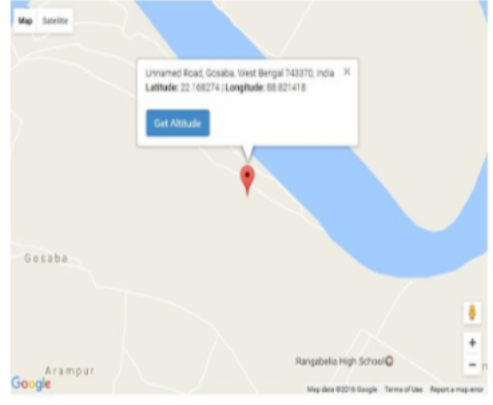 Map Satellite
Unnamed Road, Gosaba, West Bengal 743370, India
Latitude: 22.168274 | Longitude: 88.821418
Get Altitude
Gosaba
Rangabelia High School
Arampur
Google
Map data ©2016 Google Terms of Use Report a map error